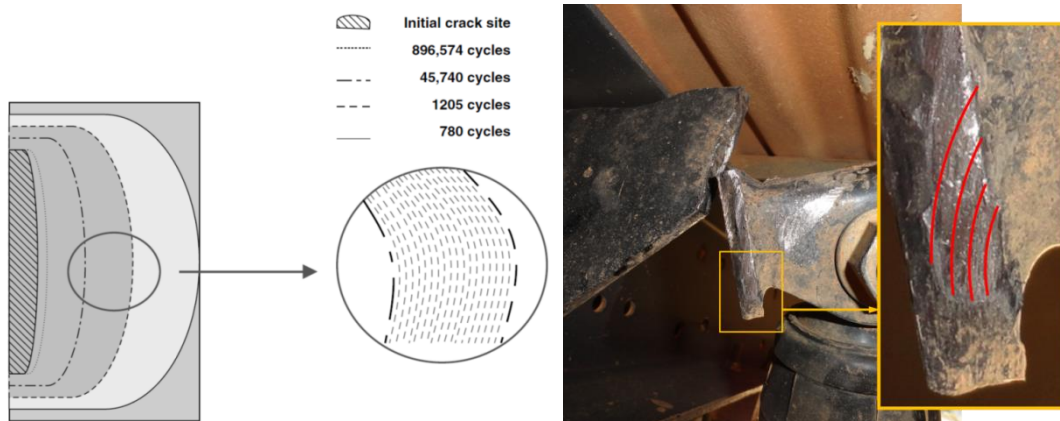 Initial crack site
896,574 cycles
45,740 cycles
1205 cycles
780 cycles